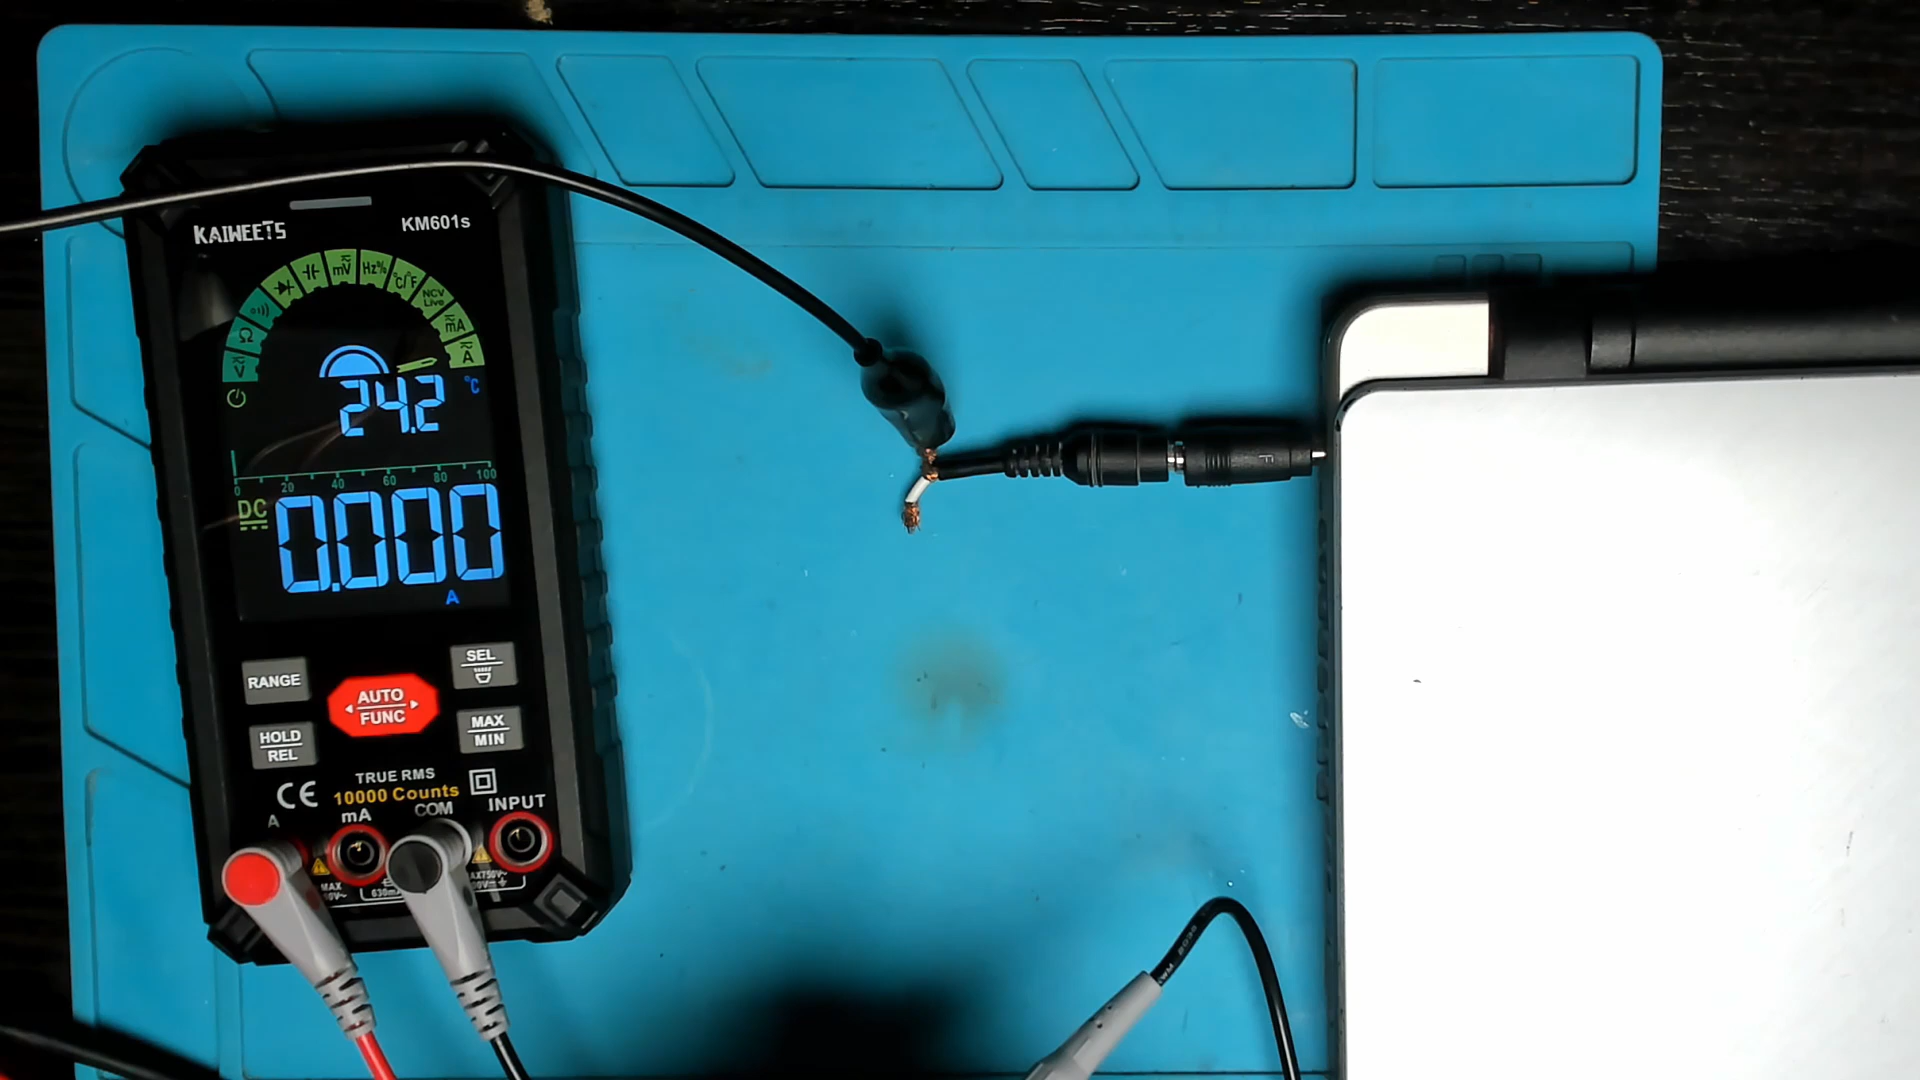 KAIWEETS
KM601s
mV
Hz%
°C/°F
NCV
Live
mA
A
Ω
V
24.2 °C
0 20 40 60 80 100
DC
0.000
A
RANGE
AUTO
FUNC
SEL
HOLD
REL
MAX
MIN
TRUE RMS
10000 Counts
CE
A
mA
COM
INPUT
MAX
F